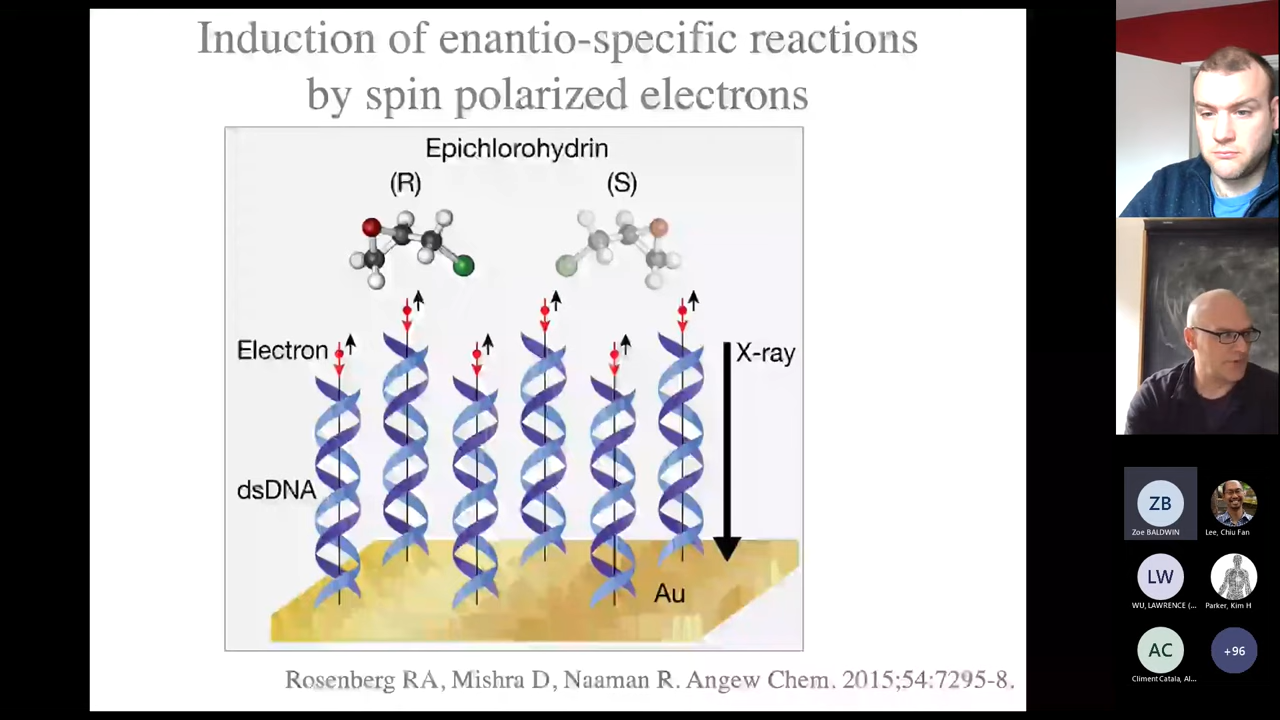 Induction of enantio-specific reactions
by spin polarized electrons
Epichlorohydrin
(R) (S)
Electron
X-ray
dsDNA
Au
Rosenberg RA, Mishra D, Naaman R. Angew Chem. 2015;54:7295-8.
ZB
Zoe BALDWIN
Lee, Chiu Fan
LW
WU, LAWRENCE (...
Parker, Kim H
AC
+96
Climent Catala, Al...